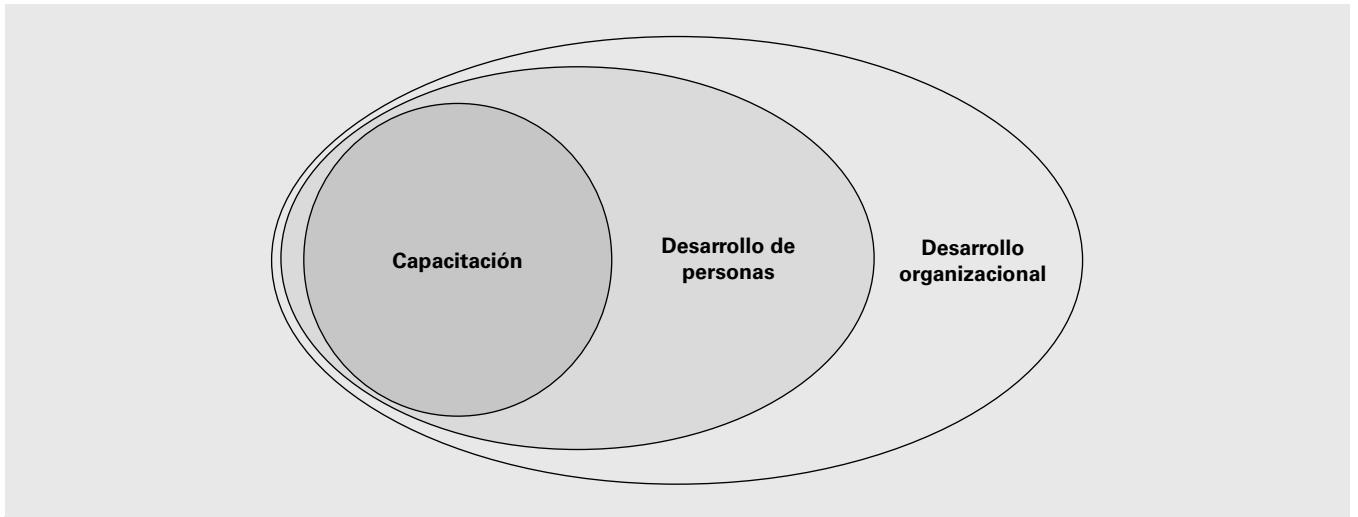 Capacitación
Desarrollo de
personas
Desarrollo
organizacional